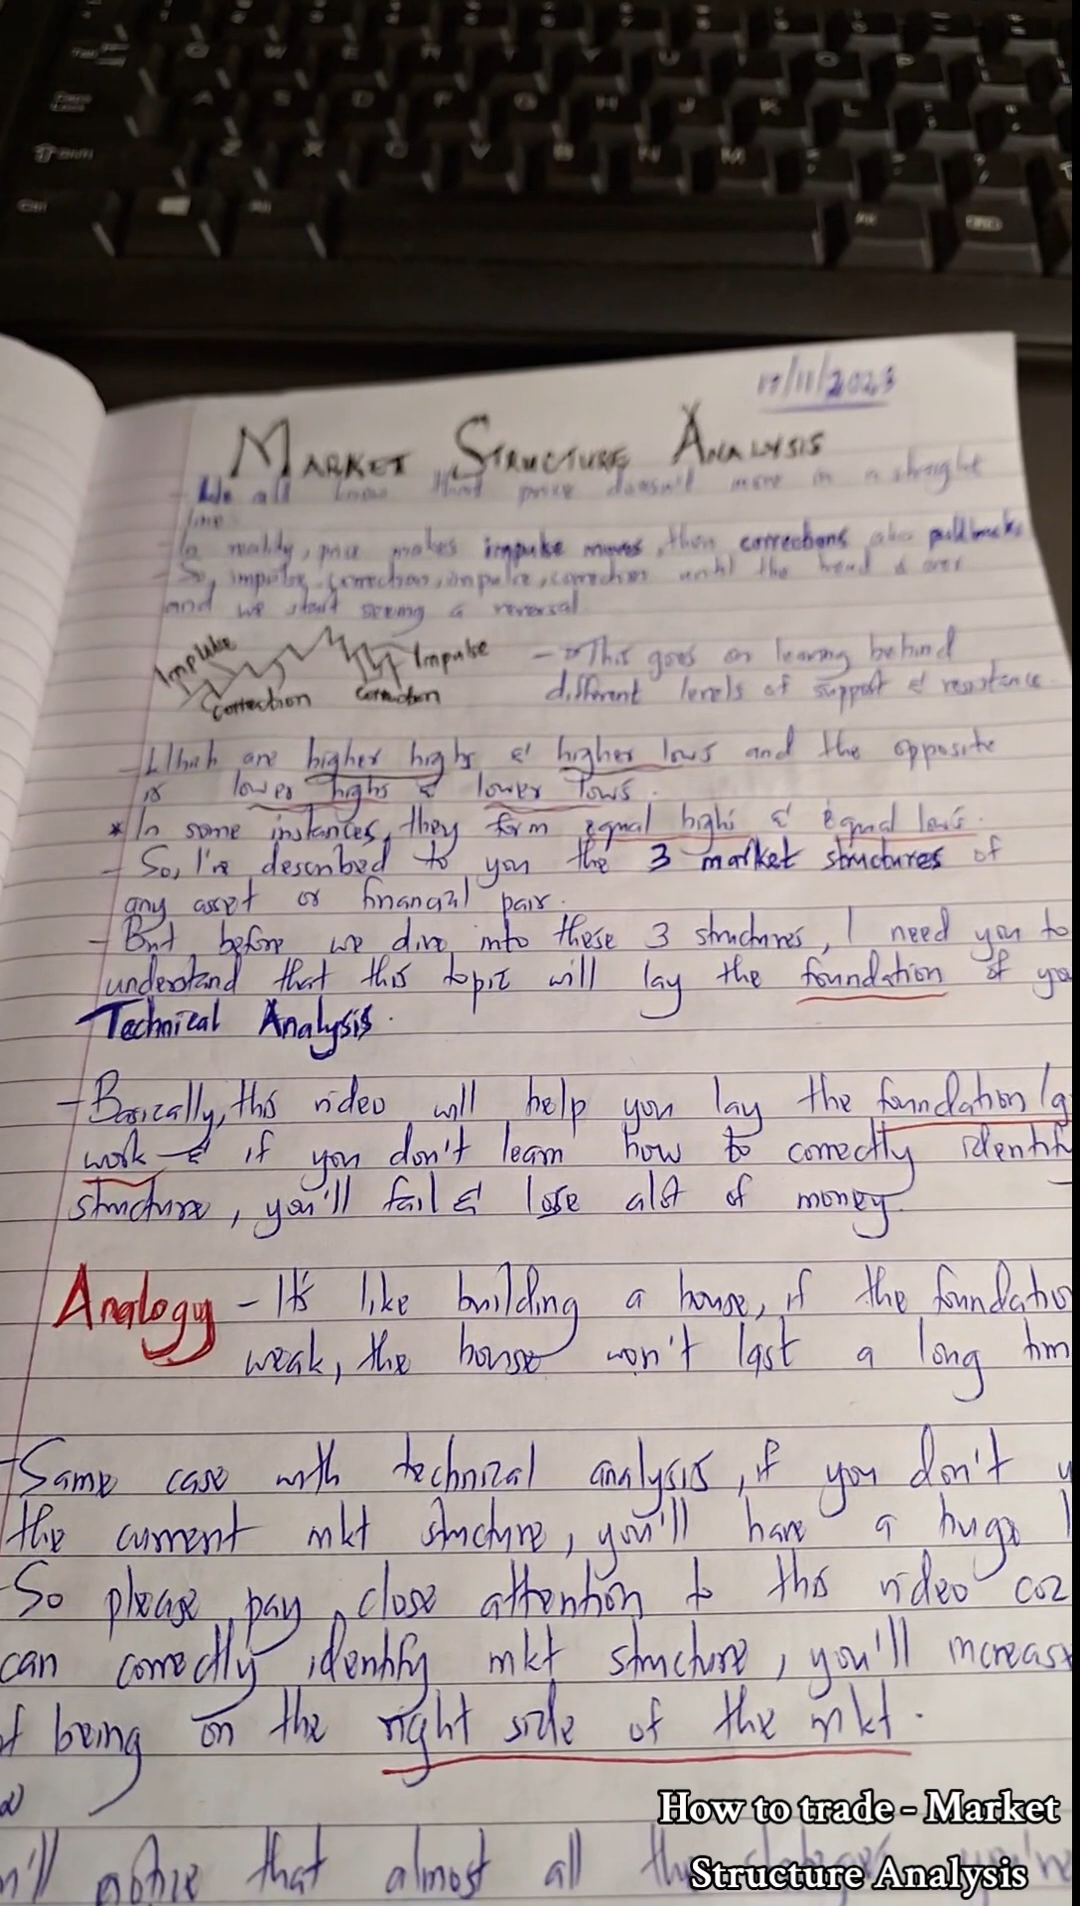 17/11/2023
MARKET STRUCTURE ANALYSIS
- We all know that price doesn't move in a straight
line
- In reality, price makes impulse moves, then corrections aka pullbacks
- So, impulse, correction, impulse, correction until the trend is over
and we start seeing a reversal
Impulse
Correction
Correction
Impulse
- This goes on leaving behind
different levels of support & resistance
- Which are higher highs & higher lows and the opposite
is lower highs & lower lows.
* In some instances, they form equal highs & equal lows.
- So, I've described to you the 3 market structures of
any asset or financial pair.
- But before we dive into these 3 structures, I need you to
understand that this topic will lay the foundation of
Technical Analysis.
- Basically, this video will help you lay the foundation/g
work & if you don't learn how to correctly identify
structure, you'll fail & lose alot of money.
Analogy - It's like building a house, if the foundatio
weak, the house won't last a long tim
- Same case with technical analysis, if you don't u
the current mkt structure, you'll have a huge l
- So please pay close attention to this video coz
can correctly identify mkt structure, you'll increas
of being on the right side of the mkt.
that almost all
How to trade - Market
Structure Analysis